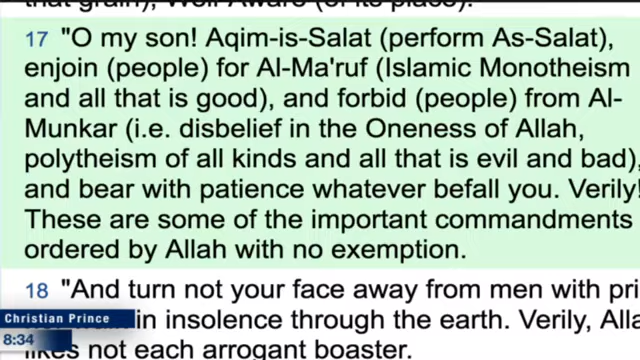 that grain), Well-Aware (of its place).
17 "O my son! Aqim-is-Salat (perform As-Salat),
enjoin (people) for Al-Ma'ruf (Islamic Monotheism
and all that is good), and forbid (people) from Al-
Munkar (i.e. disbelief in the Oneness of Allah,
polytheism of all kinds and all that is evil and bad),
and bear with patience whatever befall you. Verily!
These are some of the important commandments
ordered by Allah with no exemption.
18 "And turn not your face away from men with pri
Christian Prince
in insolence through the earth. Verily, Alla
8:34
likes not each arrogant boaster.